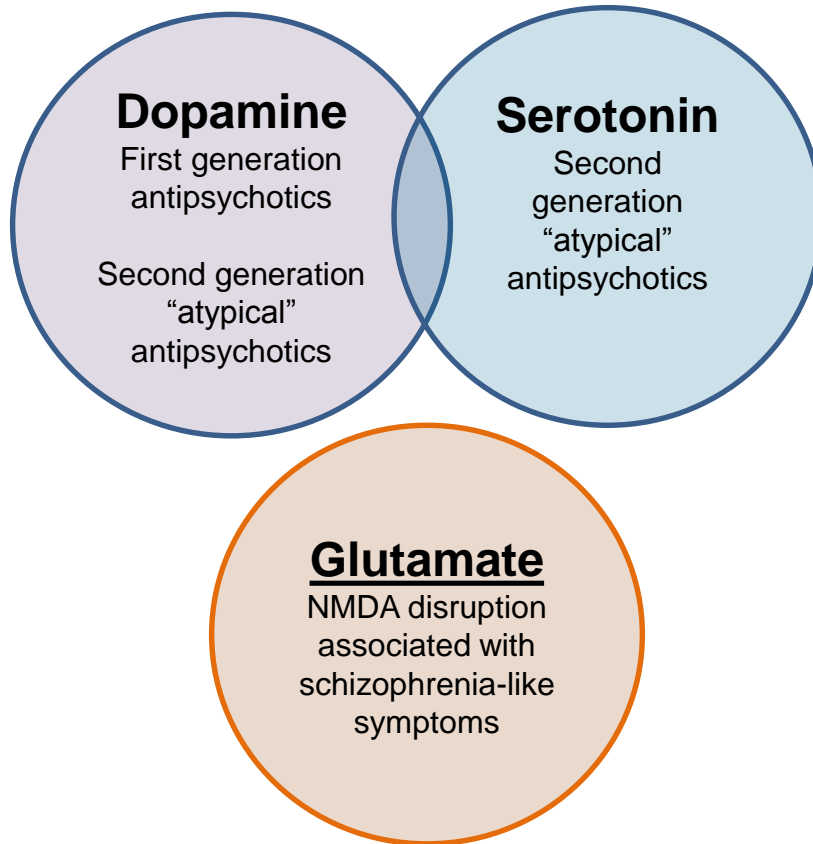 Dopamine
First generation
antipsychotics
Second generation
“atypical”
antipsychotics
Serotonin
Second
generation
“atypical”
antipsychotics
Glutamate
NMDA disruption
associated with
schizophrenia-like
symptoms